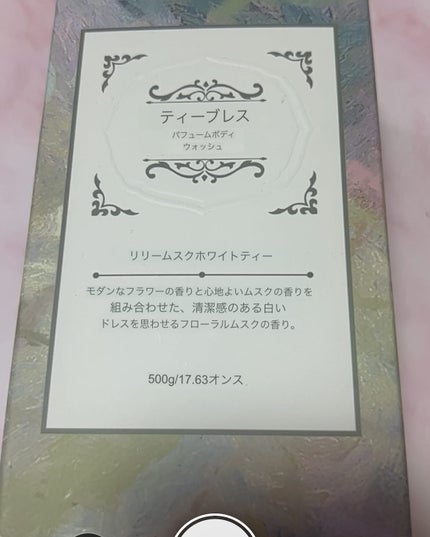 ティーブレス
パフュームボディ
ウォッシュ
リリームスクホワイトティー
モダンなフラワーの香りと心地よいムスクの香りを
組み合わせた、清潔感のある白い
ドレスを思わせるフローラルムスクの香り。
500g/17.63オンス